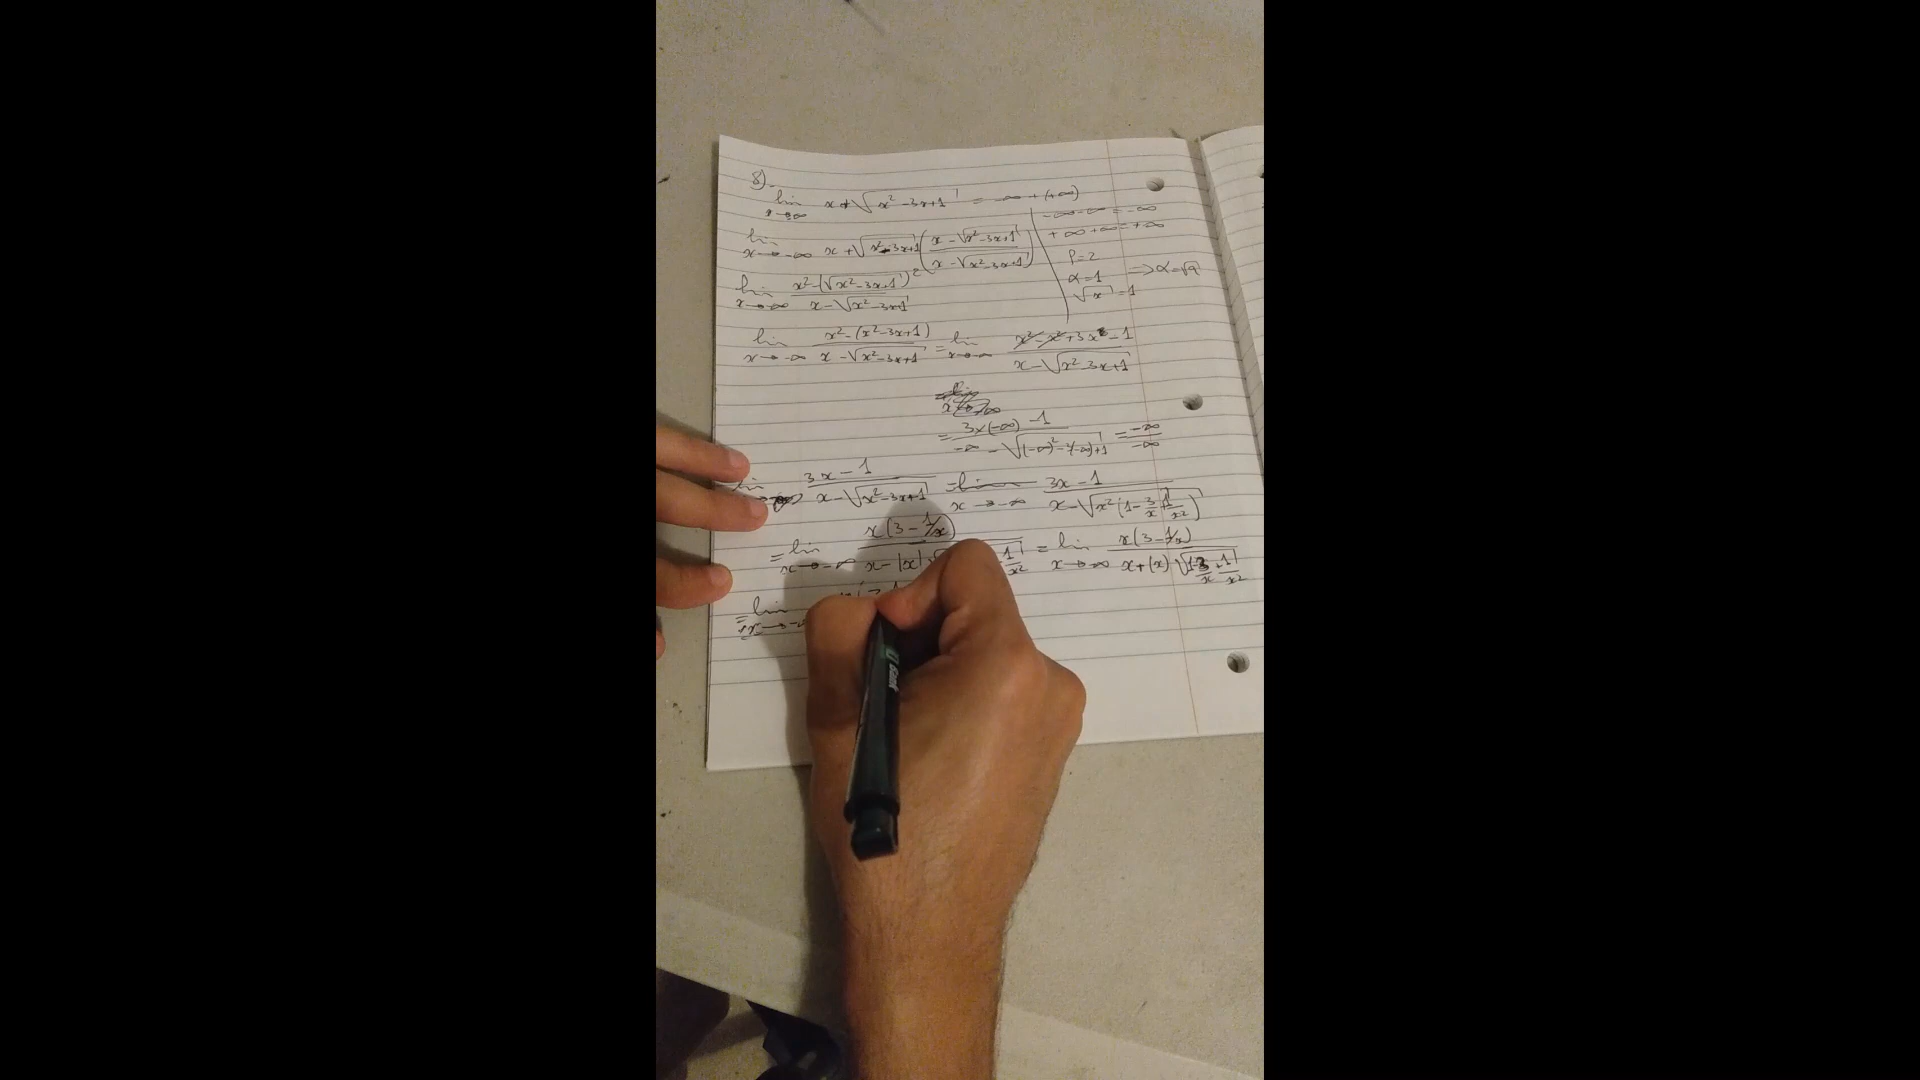 8)
lim x→-∞ x+√(x²-3x+1) = -∞+(+∞)
-∞-∞ = -∞
+∞+∞ = +∞
lim x→-∞ x+√(x²-3x+1) ((x-√(x²-3x+1))/(x-√(x²-3x+1)))
P=2
α=1 ⟹ α=√a
√x=1
lim x→-∞ (x²-(√(x²-3x+1))²)/(x-√(x²-3x+1))
lim x→-∞ (x²-(x²-3x+1))/(x-√(x²-3x+1)) = lim x→-∞ (x²-x²+3x-1)/(x-√(x²-3x+1))
= (3×(-∞)-1)/(-∞-√((-∞)²-3(-∞)+1)) = -∞/-∞
(3x-1)/(x-√(x²-3x+1)) = lim x→-∞ (3x-1)/(x-√(x²(1-3/x+1/x²)))
= lim x→-∞ x(3-1/x) x-|x| 1/x² = lim x→-∞ (x(3-1/x))/(x+(x)√(1-3/x+1/x²))
= lim x→-∞